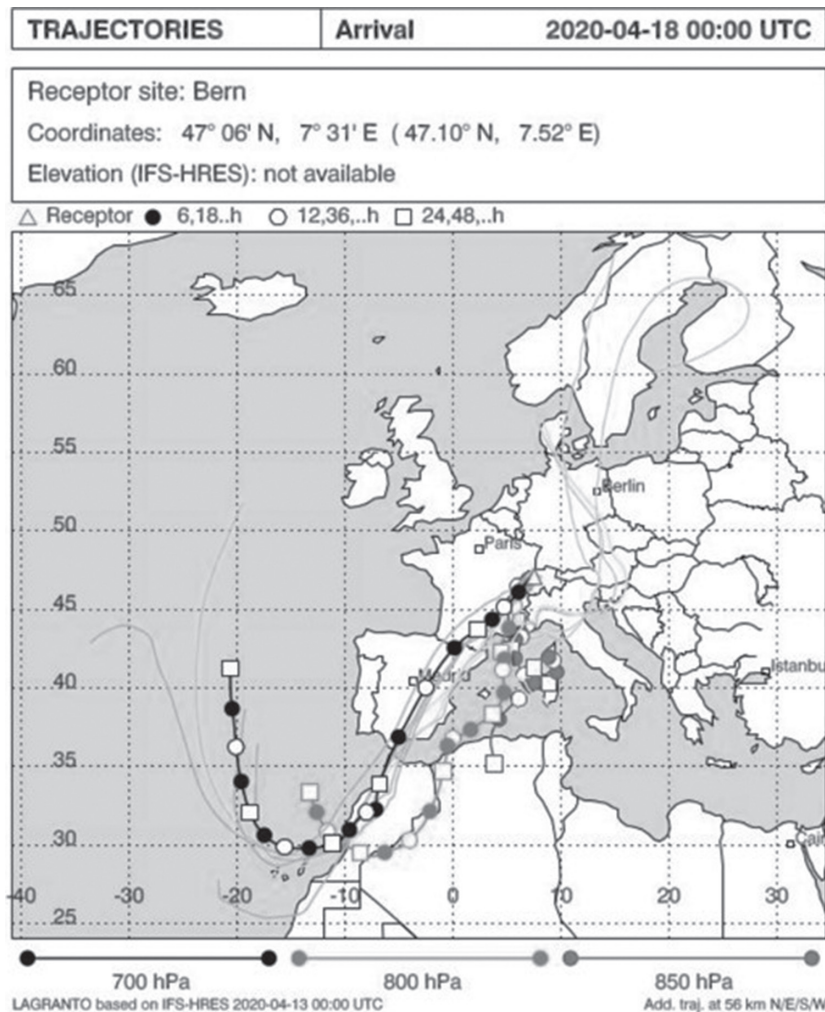 TRAJECTORIES Arrival 2020-04-18 00:00 UTC
Receptor site: Bern
Coordinates: 47° 06' N, 7° 31' E ( 47.10° N, 7.52° E)
Elevation (IFS-HRES): not available
Receptor 6,18..h 12,36,..h 24,48,..h
65
60
55
Berlin
50
Paris
45
Istanbu
Madrid
40
35
30
Cair
-40 -30 -20 -10 0 10 20 30
25
700 hPa 800 hPa 850 hPa
LAGRANTO based on IFS-HRES 2020-04-13 00:00 UTC Add. traj. at 56 km N/E/S/W